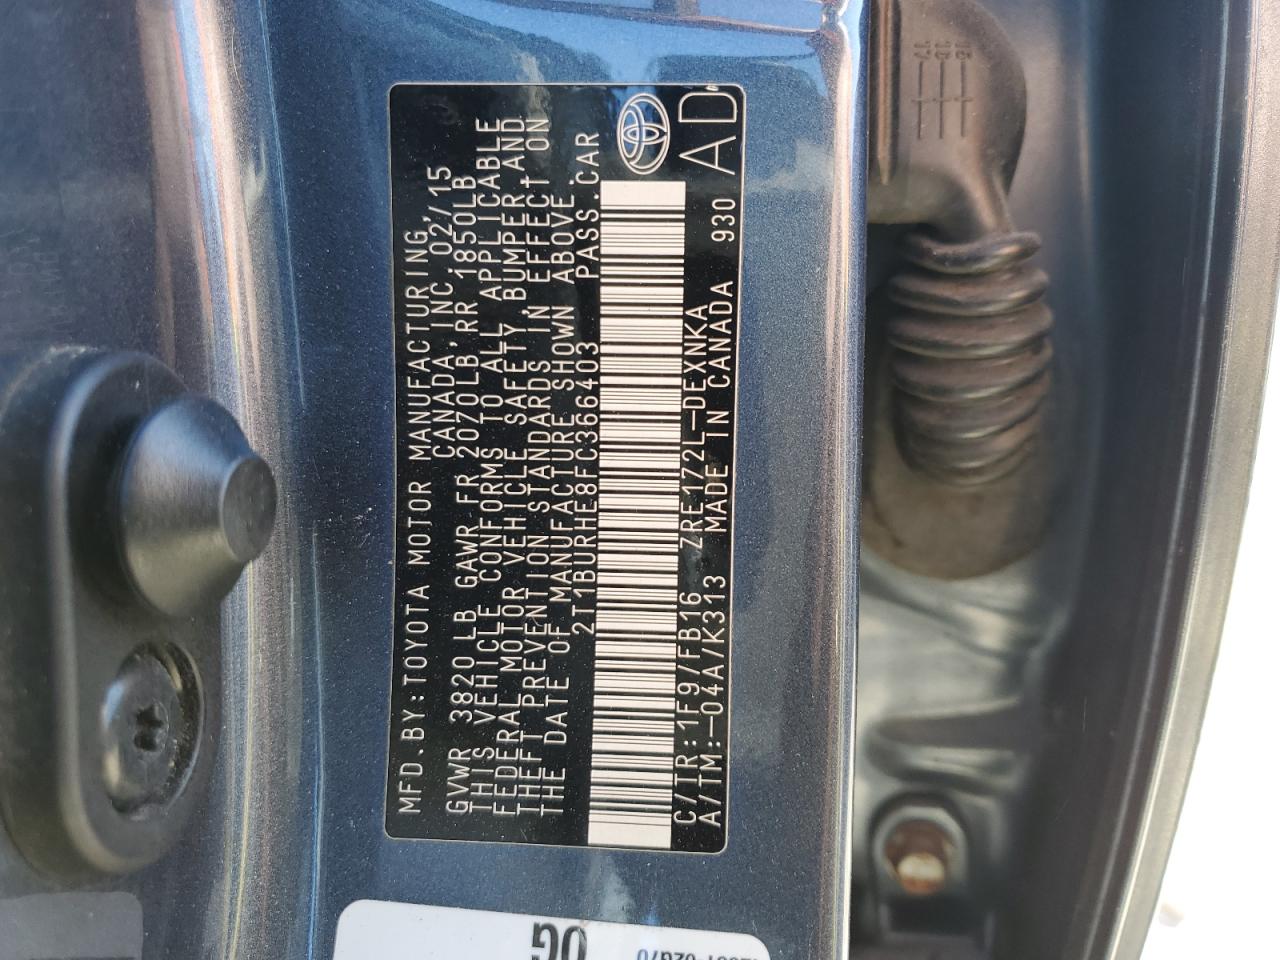 MFD.BY:TOYOTA MOTOR MANUFACTURING,
CANADA,INC. 02/15
GVWR 3820LB GAWR FR 2070LB,RR 1850LB
THIS VEHICLE CONFORMS TO ALL APPLICABLE
FEDERAL MOTOR VEHICLE SAFETY,BUMPER,AND
THEFT PREVENTION STANDARDS IN EFFECT ON
THE DATE OF MANUFACTURE SHOWN ABOVE.
2T1BURHE8FC366403 PASS.CAR
C/TR:1F9/FB16 ZRE172L-DEXNKA
A/TM:-04A/K313 MADE IN CANADA 930
AD